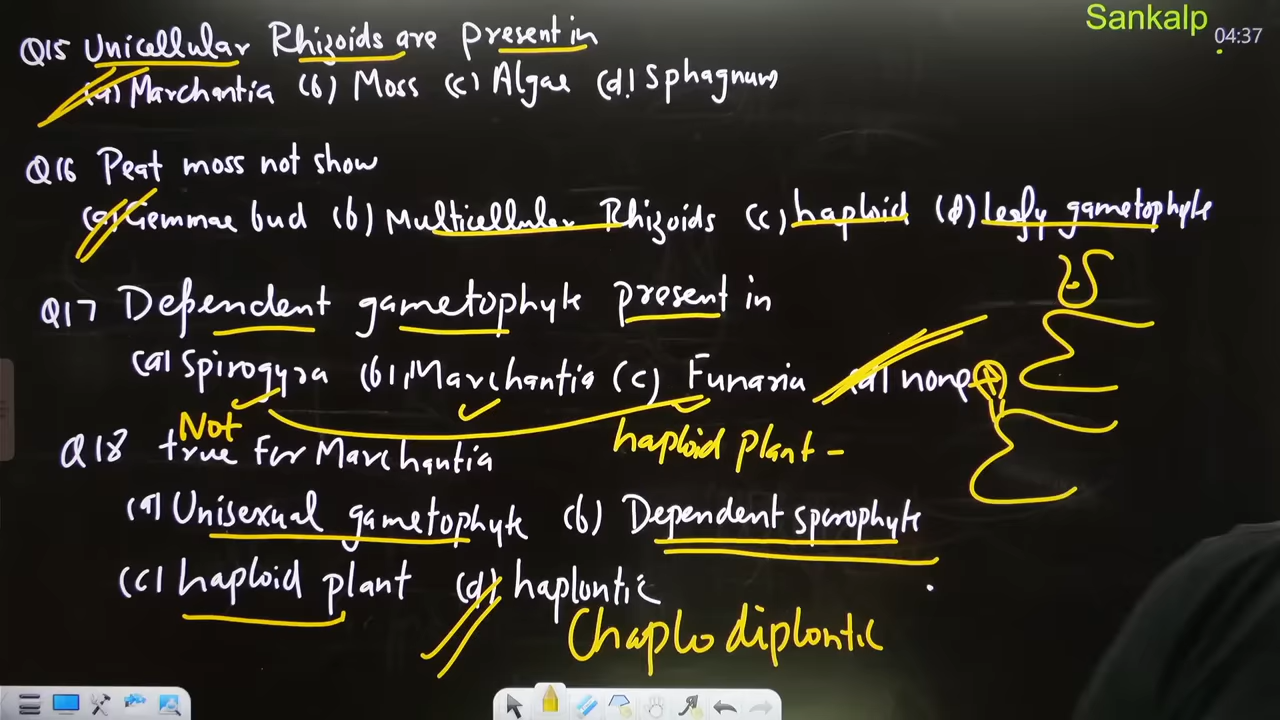 Sankalp
04:37
Q15 Unicellular Rhizoids are present in
(a) Marchantia (b) Moss (c) Algae (d) Sphagnum
Q16 Peat moss not show
(a) Gemmae bud (b) Multicellular Rhizoids (c) haploid (d) leafy gametophyte
Q17 Dependent gametophyte present in
(a) Spirogyra (b) Marchantia (c) Funaria (d) none
Not
haploid plant -
Q18 true For Marchantia
(a) Unisexual gametophyte (b) Dependent sporophyte
(c) haploid plant (d) haplontic
haplodiplontic